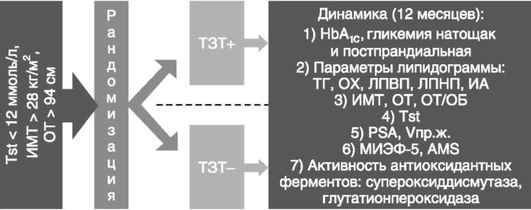 Tst < 12 ммоль/л,
ИМТ > 28 кг/м²,
ОТ > 94 см
Рандомизация
ТЗТ+
ТЗТ–
Динамика (12 месяцев):
1) HbA1C, гликемия натощак
и постпрандиальная
2) Параметры липидограммы:
ТГ, ОХ, ЛПВП, ЛПНП, ИА
3) ИМТ, ОТ, ОТ/ОБ
4) Tst
5) PSA, Vпр.ж.
6) МИЭФ-5, AMS
7) Активность антиоксидантных
ферментов: супероксиддисмутаза,
глутатионпероксидаза